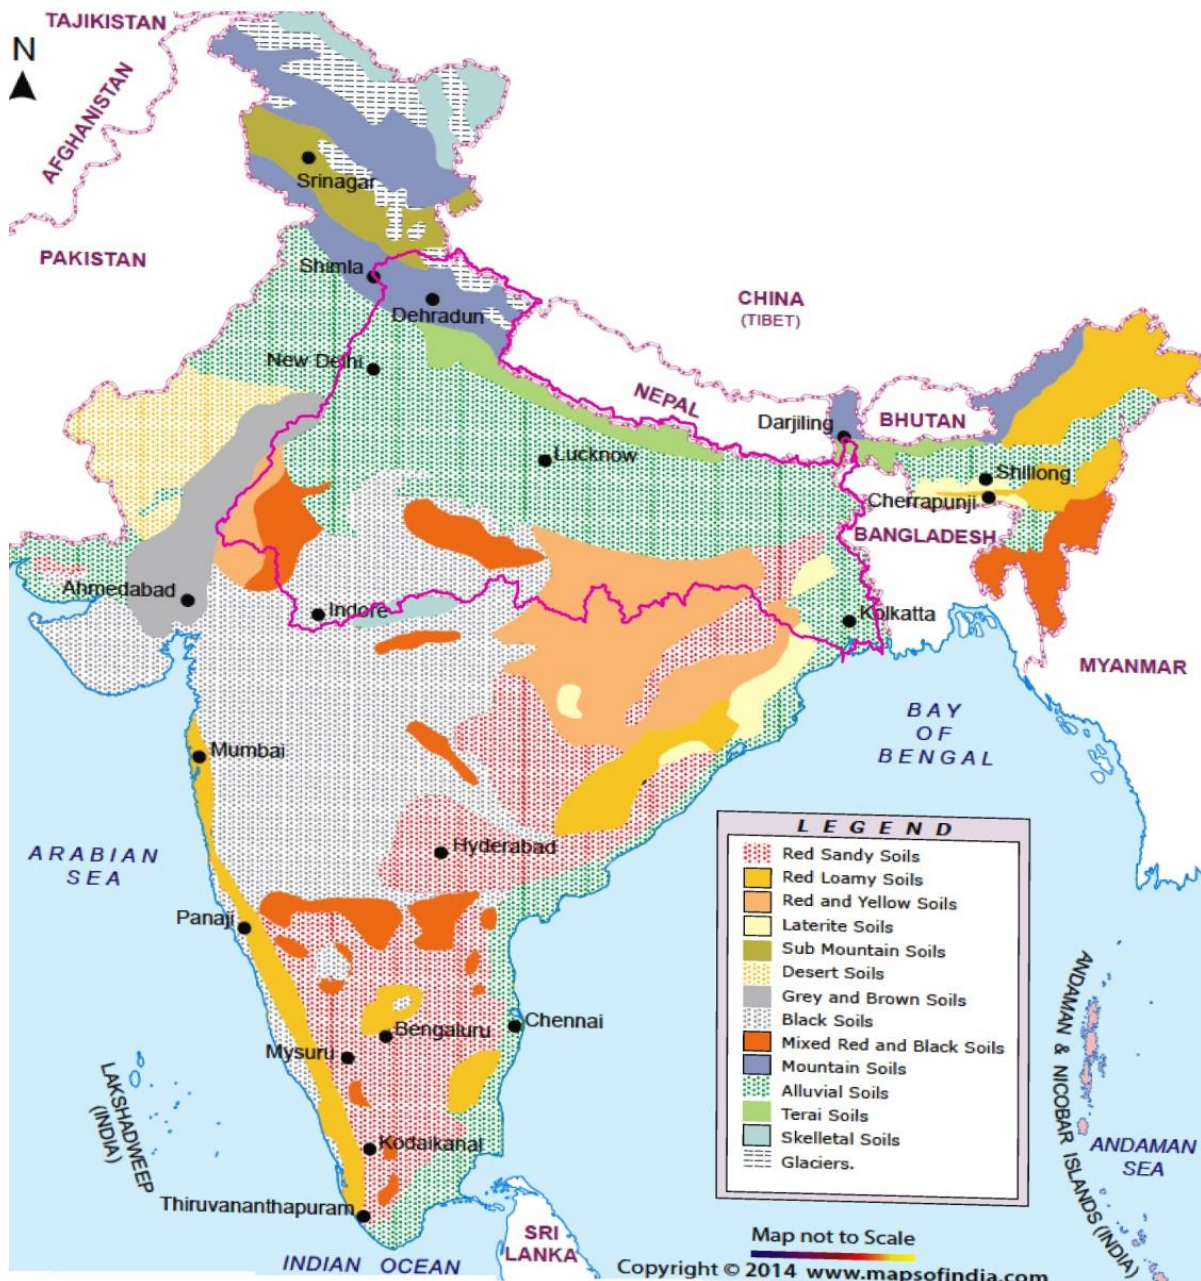 TAJIKISTAN
N
AFGHANISTAN
Srinagar
PAKISTAN
Shimla
CHINA
(TIBET)
Dehradun
New Delhi
NEPAL
Darjiling
BHUTAN
Lucknow
Shillong
Cherrapunji
BANGLADESH
Ahmedabad
Indore
Kolkatta
MYANMAR
BAY
OF
BENGAL
Mumbai
ARABIAN
SEA
Hyderabad
Panaji
Chennai
Bengaluru
Mysuru
LAKSHADWEEP
(INDIA)
Kodaikanal
Thiruvananthapuram
SRI
LANKA
INDIAN OCEAN
LEGEND
Red Sandy Soils
Red Loamy Soils
Red and Yellow Soils
Laterite Soils
Sub Mountain Soils
Desert Soils
Grey and Brown Soils
Black Soils
Mixed Red and Black Soils
Mountain Soils
Alluvial Soils
Terai Soils
Skelletal Soils
Glaciers.
ANDAMAN & NICOBAR ISLANDS (INDIA)
ANDAMAN
SEA
Map not to Scale
Copyright © 2014 www.mapsofindia.com